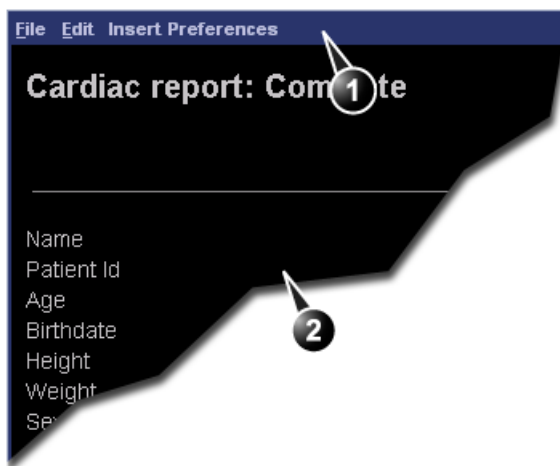 File Edit Insert Preferences
Cardiac report: Com te
1
Name
Patient Id
Age
Birthdate
2
Height
Weight